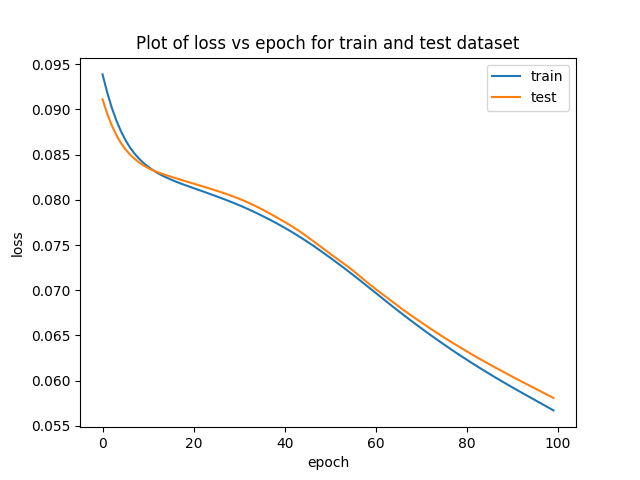 Plot of loss vs epoch for train and test dataset
train
test
0.095
0.090
0.085
0.080
0.075
0.070
0.065
0.060
0.055
loss
0 20 40 60 80 100
epoch